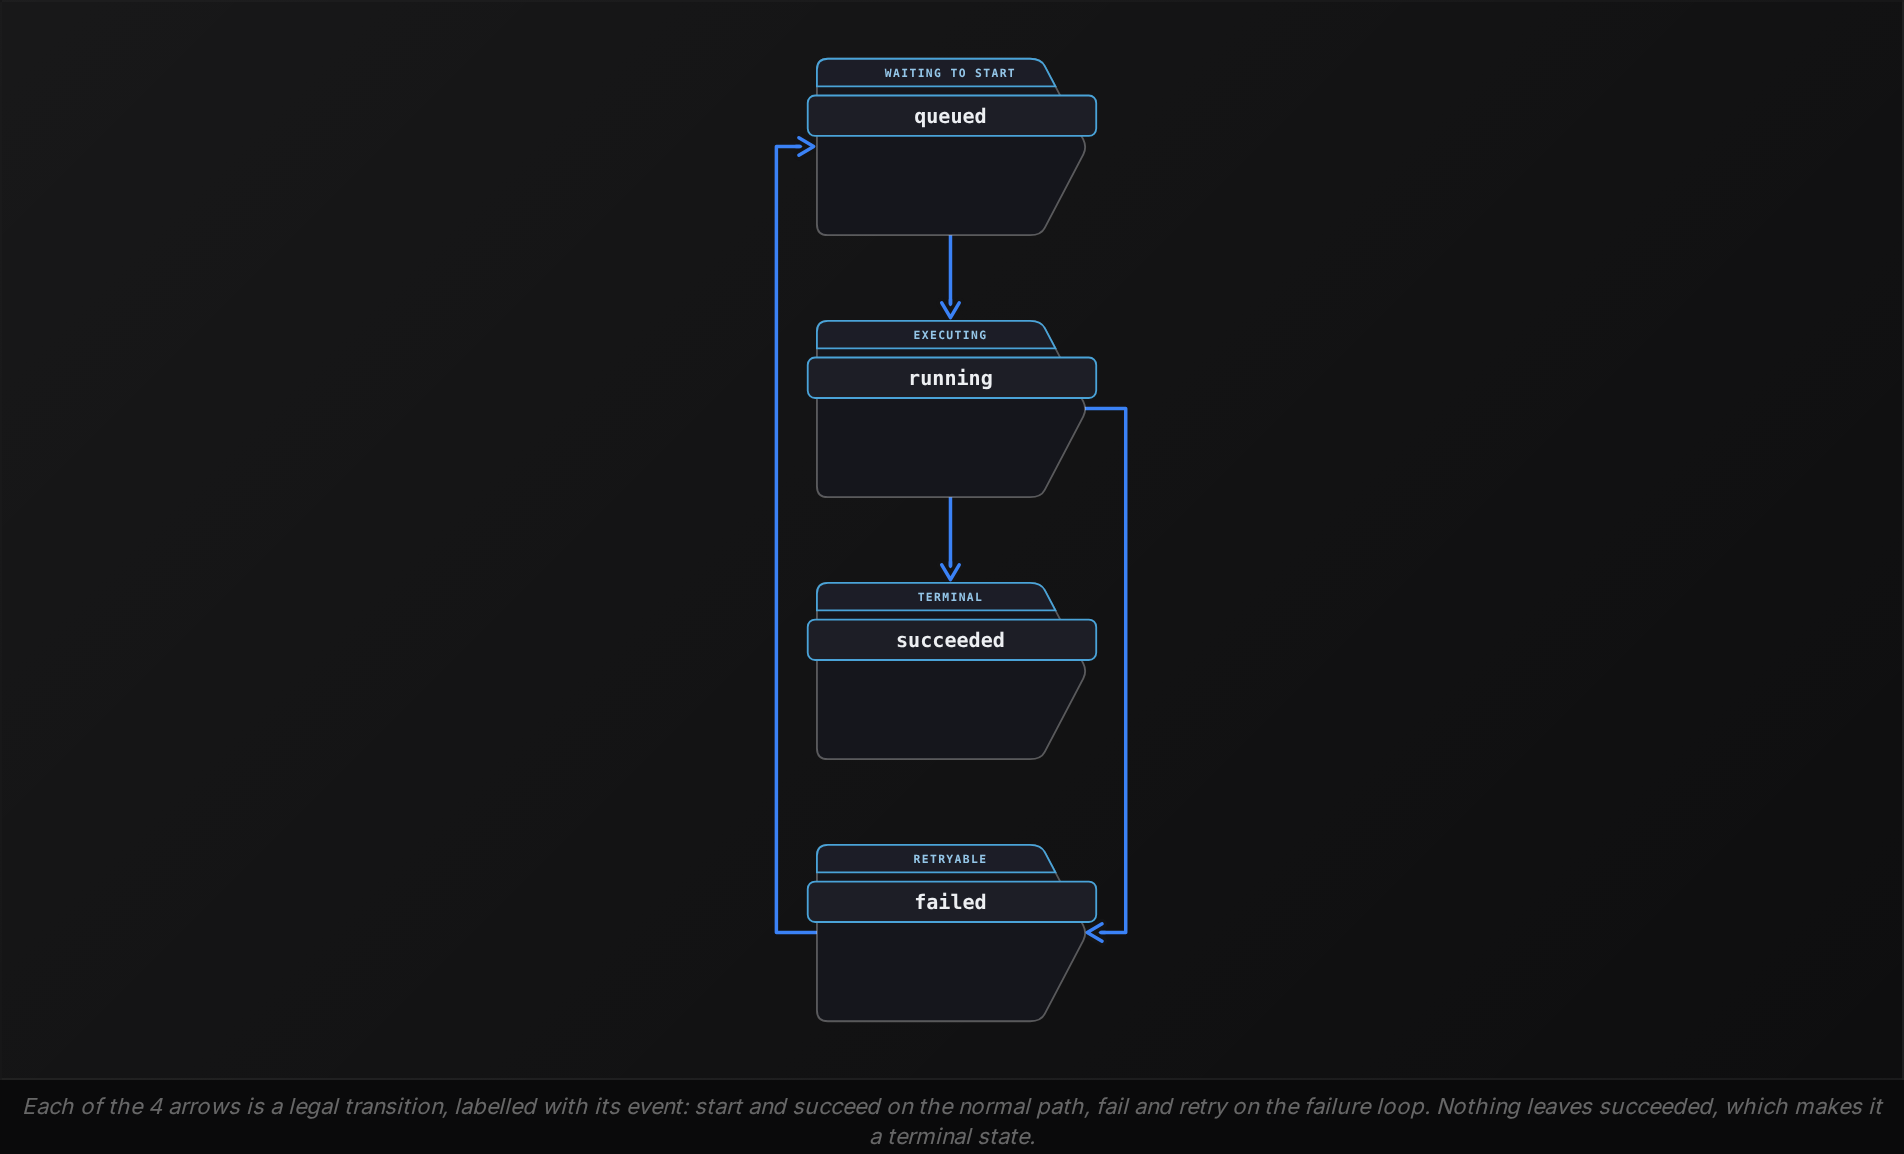 WAITING TO START
queued
EXECUTING
running
TERMINAL
succeeded
RETRYABLE
failed
Each of the 4 arrows is a legal transition, labelled with its event: start and succeed on the normal path, fail and retry on the failure loop. Nothing leaves succeeded, which makes it
a terminal state.